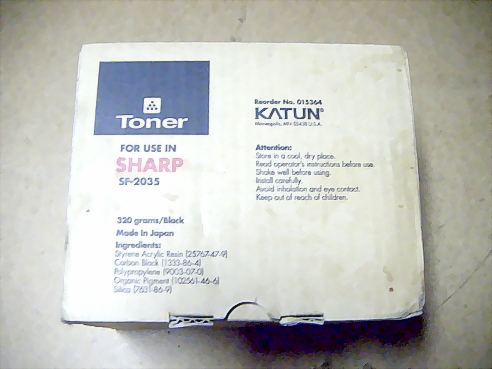 Toner
FOR USE IN
SHARP
SF-2035
320 grams/Black
Made In Japan
Ingredients:
Styrene Acrylic Resin (25767-47-9)
Carbon Black (1333-86-4)
Polypropylene (9003-07-0)
Organic Pigment (102561-46-6)
Silica (7631-86-9)
Reorder No. 015364
KATUN®
Minneapolis, MN 55438 U.S.A.
Attention:
Store in a cool, dry place.
Read operator's instructions before use.
Shake well before using.
Install carefully.
Avoid inhalation and eye contact.
Keep out of reach of children.